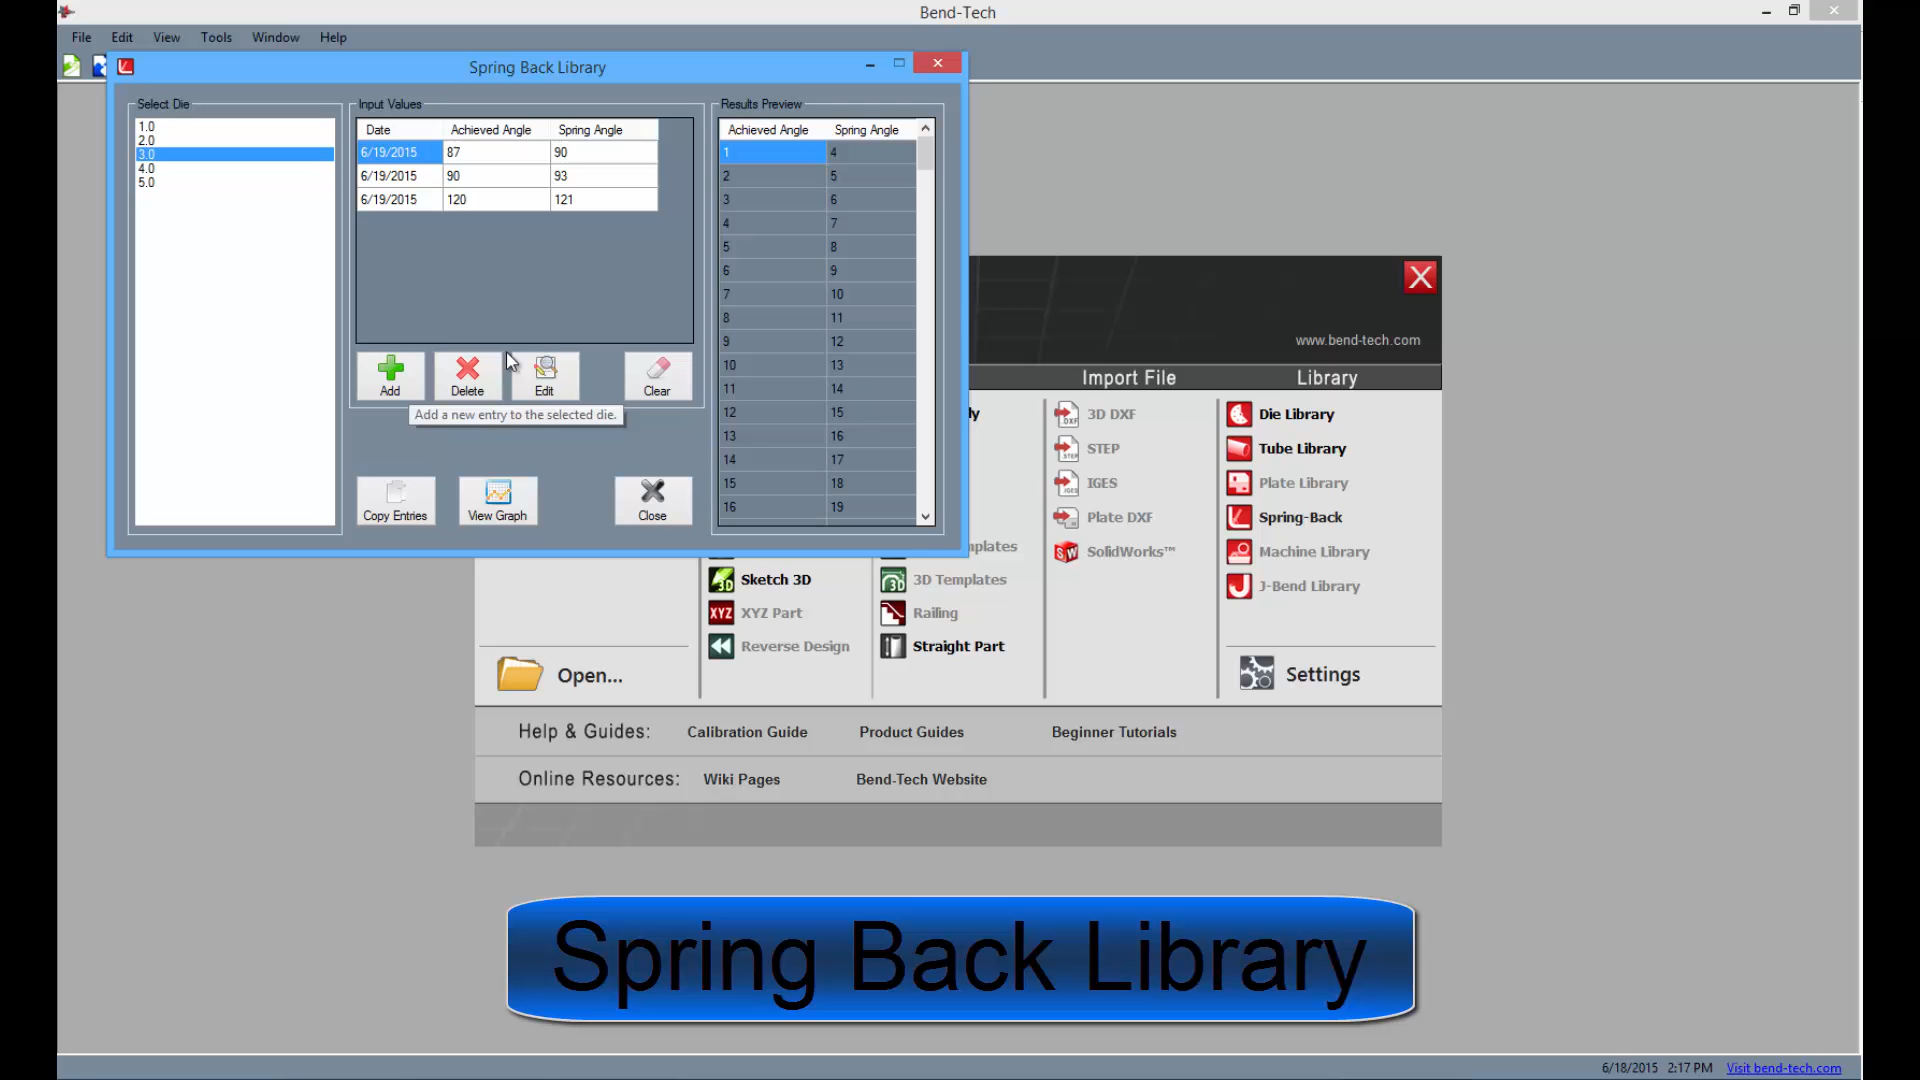 Bend-Tech
File Edit View Tools Window Help
Spring Back Library
Select Die
1.0
2.0
3.0
4.0
5.0
Input Values
Date Achieved Angle Spring Angle
6/19/2015 87 90
6/19/2015 90 93
6/19/2015 120 121
Add Delete Edit Clear
Add a new entry to the selected die.
Copy Entries View Graph Close
Results Preview
Achieved Angle Spring Angle
1 4
2 5
3 6
4 7
5 8
6 9
7 10
8 11
9 12
10 13
11 14
12 15
13 16
14 17
15 18
16 19
www.bend-tech.com
Import File Library
3D DXF
STEP
IGES
Plate DXF
SolidWorks™
Die Library
Tube Library
Plate Library
Spring-Back
Machine Library
J-Bend Library
Settings
Sketch 3D
XYZ XYZ Part
Reverse Design
3D Templates
Railing
Straight Part
Open...
Help & Guides: Calibration Guide Product Guides Beginner Tutorials
Online Resources: Wiki Pages Bend-Tech Website
Spring Back Library
6/18/2015 2:17 PM Visit bend-tech.com